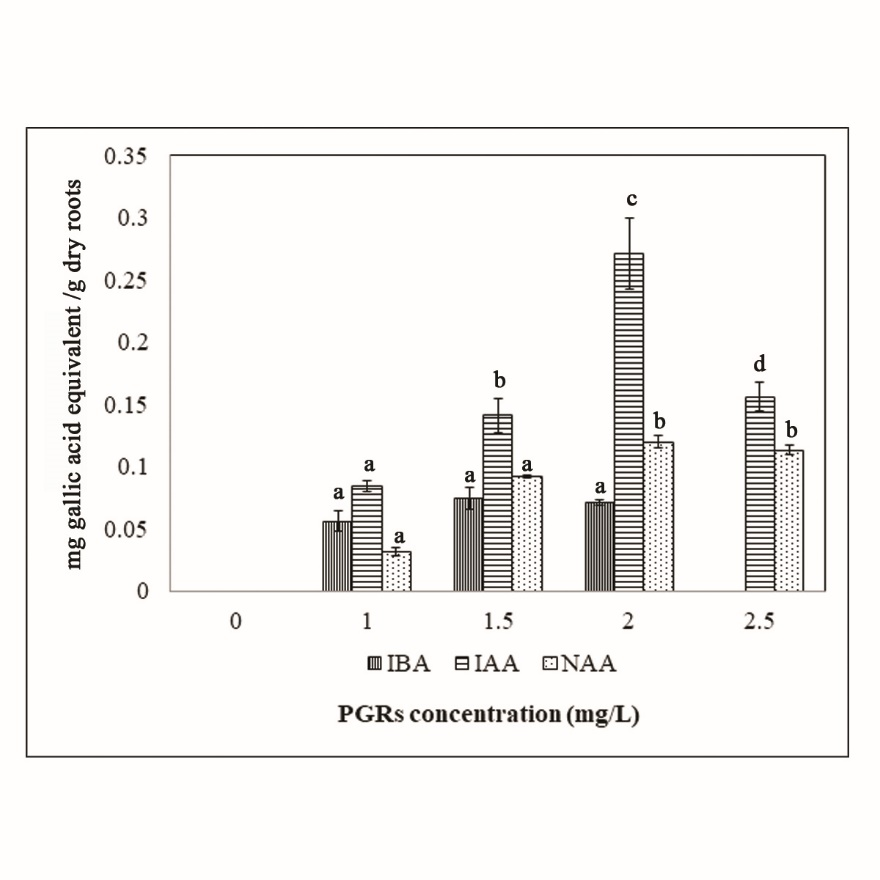 mg gallic acid equivalent /g dry roots
0.35
0.3
0.25
0.2
0.15
0.1
0.05
0
c
b
d
a
a
a
a
a
a
b
b
a
0
1
1.5
2
2.5
IBA
IAA
NAA
PGRs concentration (mg/L)